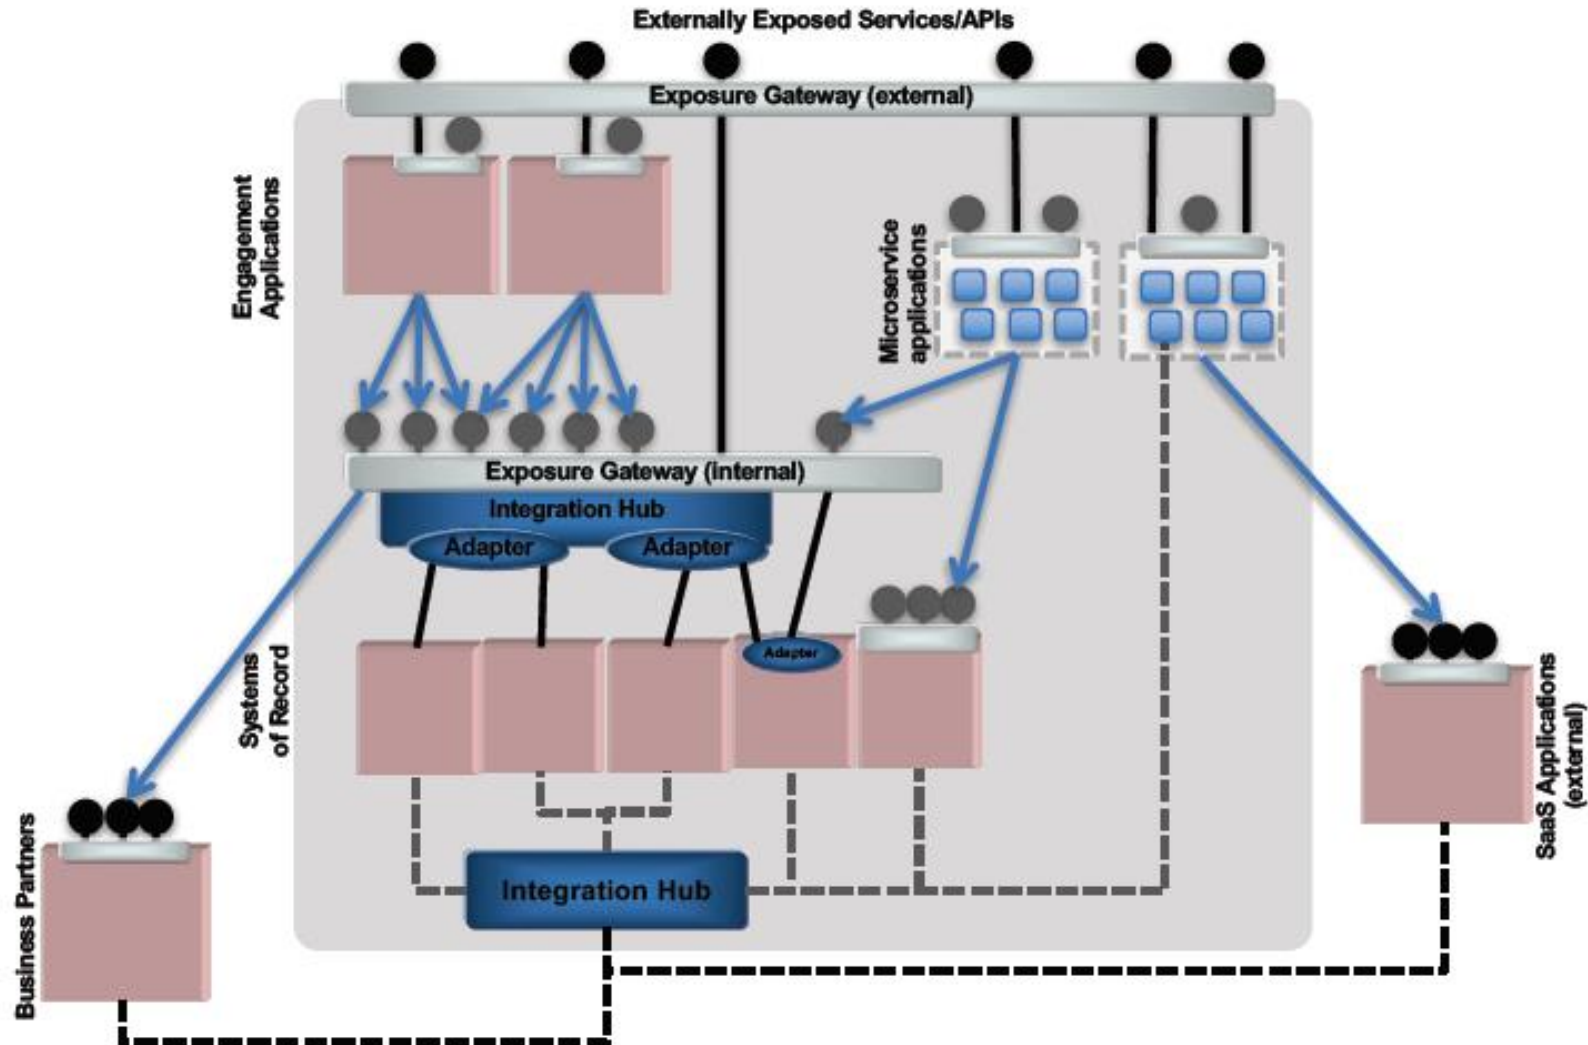 Externally Exposed Services/APIs
Exposure Gateway (external)
Engagement
Applications
Microservice
applications
Exposure Gateway (internal)
Integration Hub
Adapter
Adapter
Adapter
Systems
of Record
SaaS Applications
(external)
Business Partners
Integration Hub